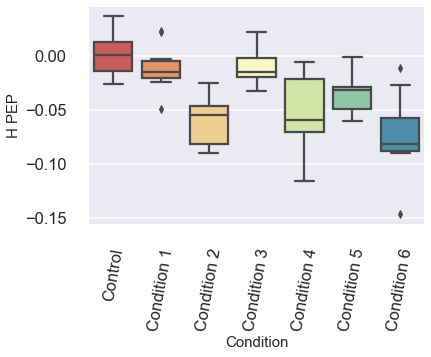 0.00
−0.05
−0.10
−0.15
H PEP
Control
Condition 1
Condition 2
Condition 3
Condition 4
Condition 5
Condition 6
Condition